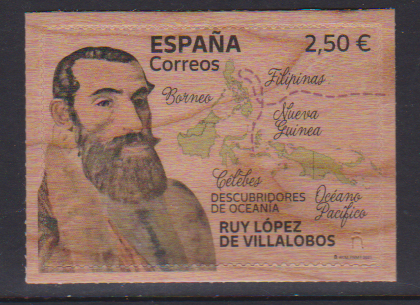 ESPAÑA
Correos
2,50 €
Filipinas
Borneo
Nueva
Guinea
Célebes
DESCUBRIDORES
DE OCEANÍA
Océano
Pacífico
RUY LÓPEZ
DE VILLALOBOS